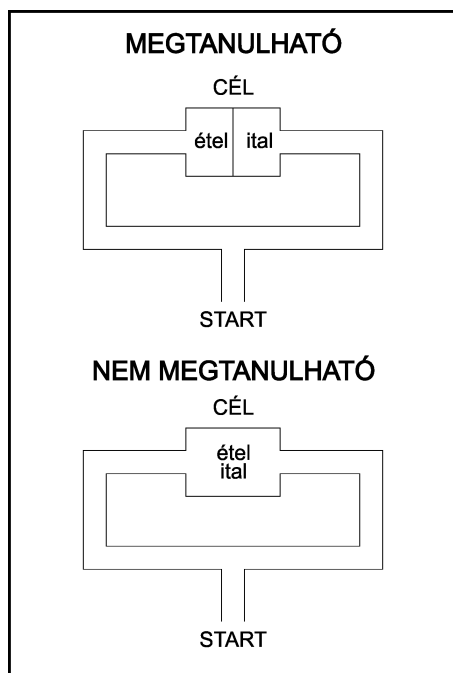 MEGTANULHATÓ
CÉL
étel ital
START
NEM MEGTANULHATÓ
CÉL
étel
ital
START